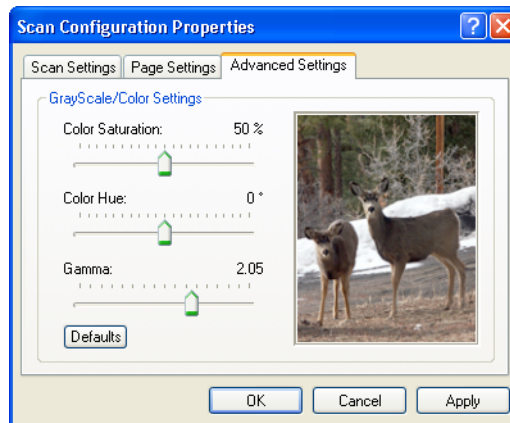 Scan Configuration Properties
Scan Settings Page Settings Advanced Settings
GrayScale/Color Settings
Color Saturation: 50 %
Color Hue: 0 °
Gamma: 2.05
Defaults
OK Cancel Apply